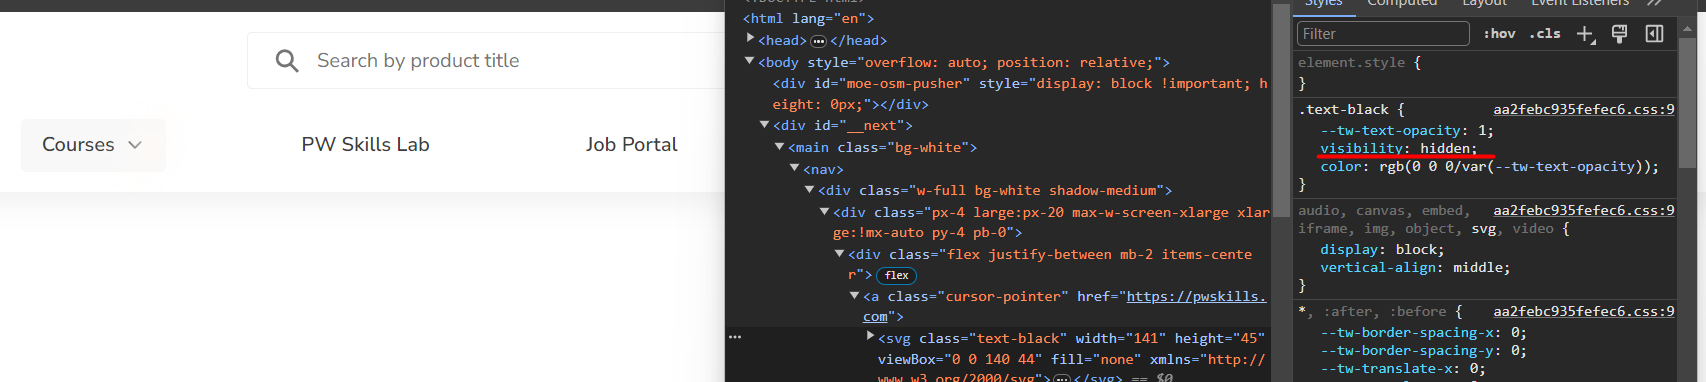 Search by product title
Courses
PW Skills Lab
Job Portal
<html lang="en">
<head> ••• </head>
<body style="overflow: auto; position: relative;">
<div id="moe-osm-pusher" style="display: block !important; h
eight: 0px;"></div>
<div id="__next">
<main class="bg-white">
<nav>
<div class="w-full bg-white shadow-medium">
<div class="px-4 large:px-20 max-w-screen-xlarge xlar
ge:!mx-auto py-4 pb-0">
<div class="flex justify-between mb-2 items-cente
r"> flex
<a class="cursor-pointer" href="https://pwskills.
com">
••• <svg class="text-black" width="141" height="45"
viewBox="0 0 140 44" fill="none" xmlns="http://
www.w3.org/2000/svg"> ••• </svg> == $0
Styles Computed Layout Event Listeners »
Filter :hov .cls
element.style {
}
.text-black { aa2febc935fefec6.css:9
--tw-text-opacity: 1;
visibility: hidden;
color: rgb(0 0 0/var(--tw-text-opacity));
}
audio, canvas, embed, aa2febc935fefec6.css:9
iframe, img, object, svg, video {
display: block;
vertical-align: middle;
}
*, :after, :before { aa2febc935fefec6.css:9
--tw-border-spacing-x: 0;
--tw-border-spacing-y: 0;
--tw-translate-x: 0;